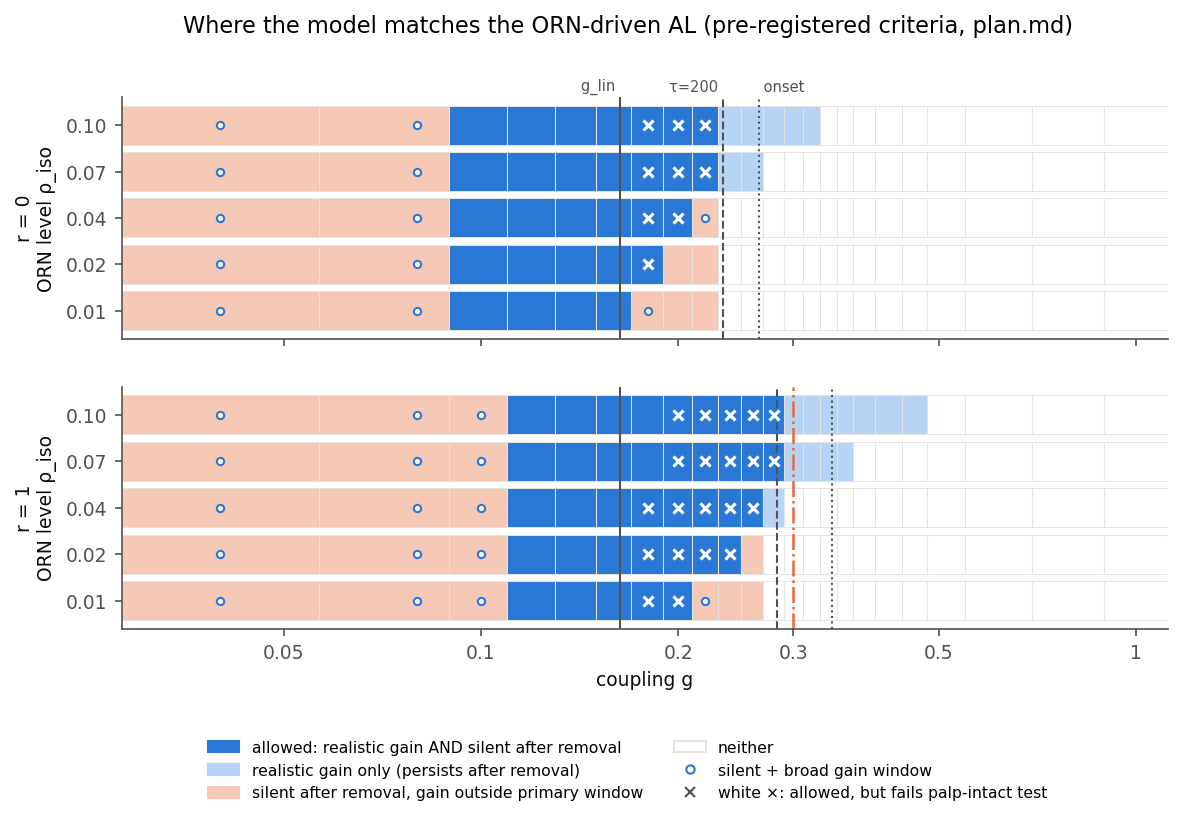 Where the model matches the ORN-driven AL (pre-registered criteria, plan.md)
g_lin
τ=200
onset
r = 0
ORN level ρ_iso
0.10
0.07
0.04
0.02
0.01
r = 1
ORN level ρ_iso
0.10
0.07
0.04
0.02
0.01
0.05
0.1
0.2
0.3
0.5
1
coupling g
allowed: realistic gain AND silent after removal
realistic gain only (persists after removal)
silent after removal, gain outside primary window
neither
silent + broad gain window
white ×: allowed, but fails palp-intact test